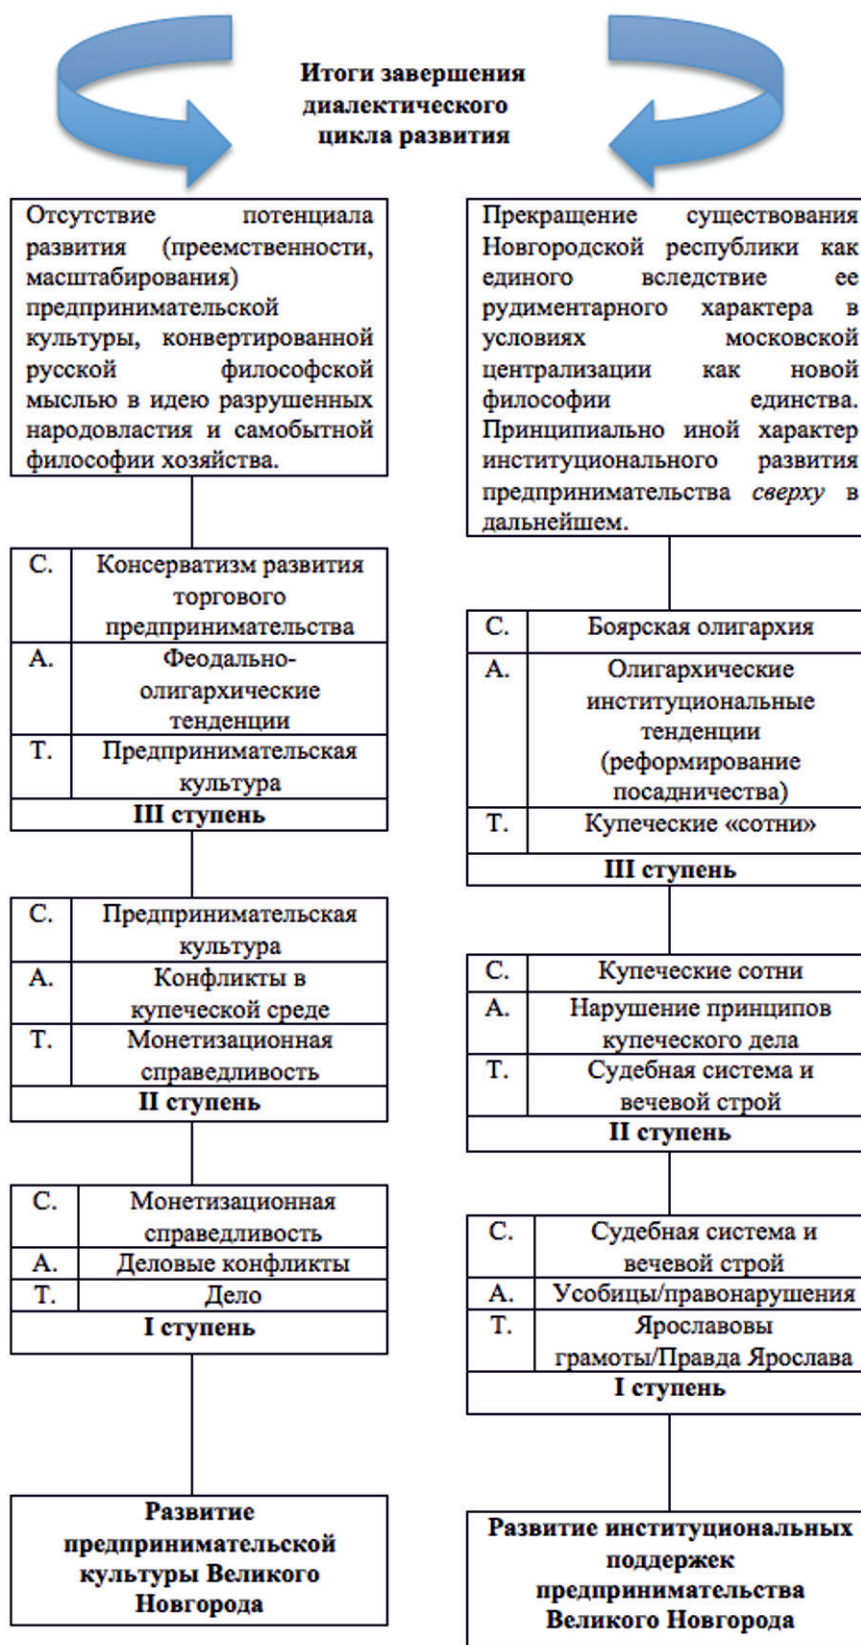 Итоги завершения
диалектического
цикла развития
Отсутствие потенциала
развития (преемственности,
масштабирования)
предпринимательской
культуры, конвертированной
русской философской
мыслью в идею разрушенных
народовластия и самобытной
философии хозяйства.
С. Консерватизм развития
торгового
предпринимательства
А. Феодально-
олигархические
тенденции
Т. Предпринимательская
культура
III ступень
С. Предпринимательская
культура
А. Конфликты в
купеческой среде
Т. Монетизационная
справедливость
II ступень
С. Монетизационная
справедливость
А. Деловые конфликты
Т. Дело
I ступень
Развитие
предпринимательской
культуры Великого
Новгорода
Прекращение существования
Новгородской республики как
единого вследствие ее
рудиментарного характера в
условиях московской
централизации как новой
философии единства.
Принципиально иной характер
институционального развития
предпринимательства сверху в
дальнейшем.
С. Боярская олигархия
А. Олигархические
институциональные
тенденции
(реформирование
посадничества)
Т. Купеческие «сотни»
III ступень
С. Купеческие сотни
А. Нарушение принципов
купеческого дела
Т. Судебная система и
вечевой строй
II ступень
С. Судебная система и
вечевой строй
А. Усобицы/правонарушения
Т. Ярославовы
грамоты/Правда Ярослава
I ступень
Развитие институциональных
поддержек
предпринимательства
Великого Новгорода